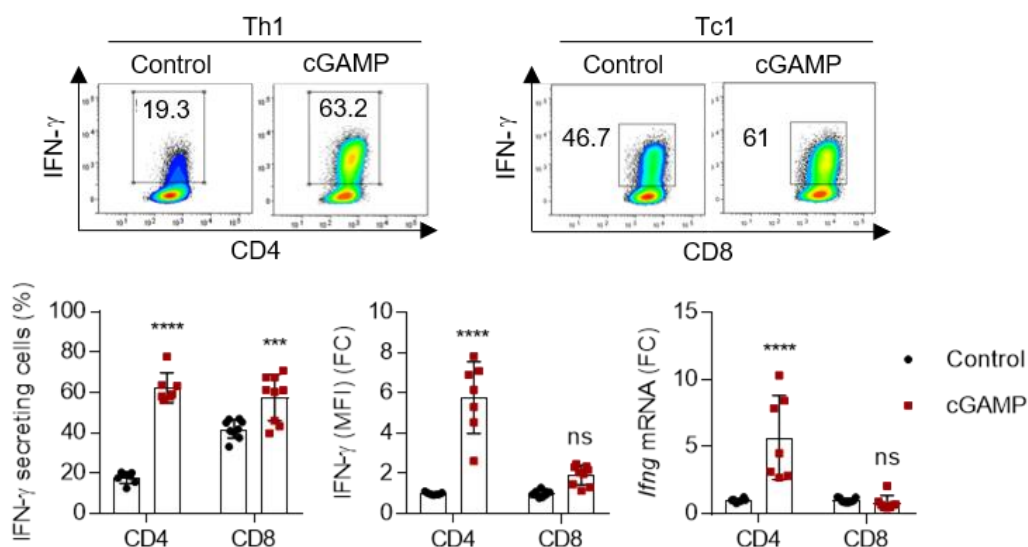 Th1
Tc1
Control
cGAMP
Control
cGAMP
IFN-γ
19.3
63.2
IFN-γ
46.7
61
CD4
CD8
IFN-γ secreting cells (%)
100
80
60
40
20
0
****
***
CD4
CD8
IFN-γ (MFI) (FC)
10
8
6
4
2
0
****
ns
CD4
CD8
Ifng mRNA (FC)
15
10
5
0
****
ns
CD4
CD8
Control
cGAMP